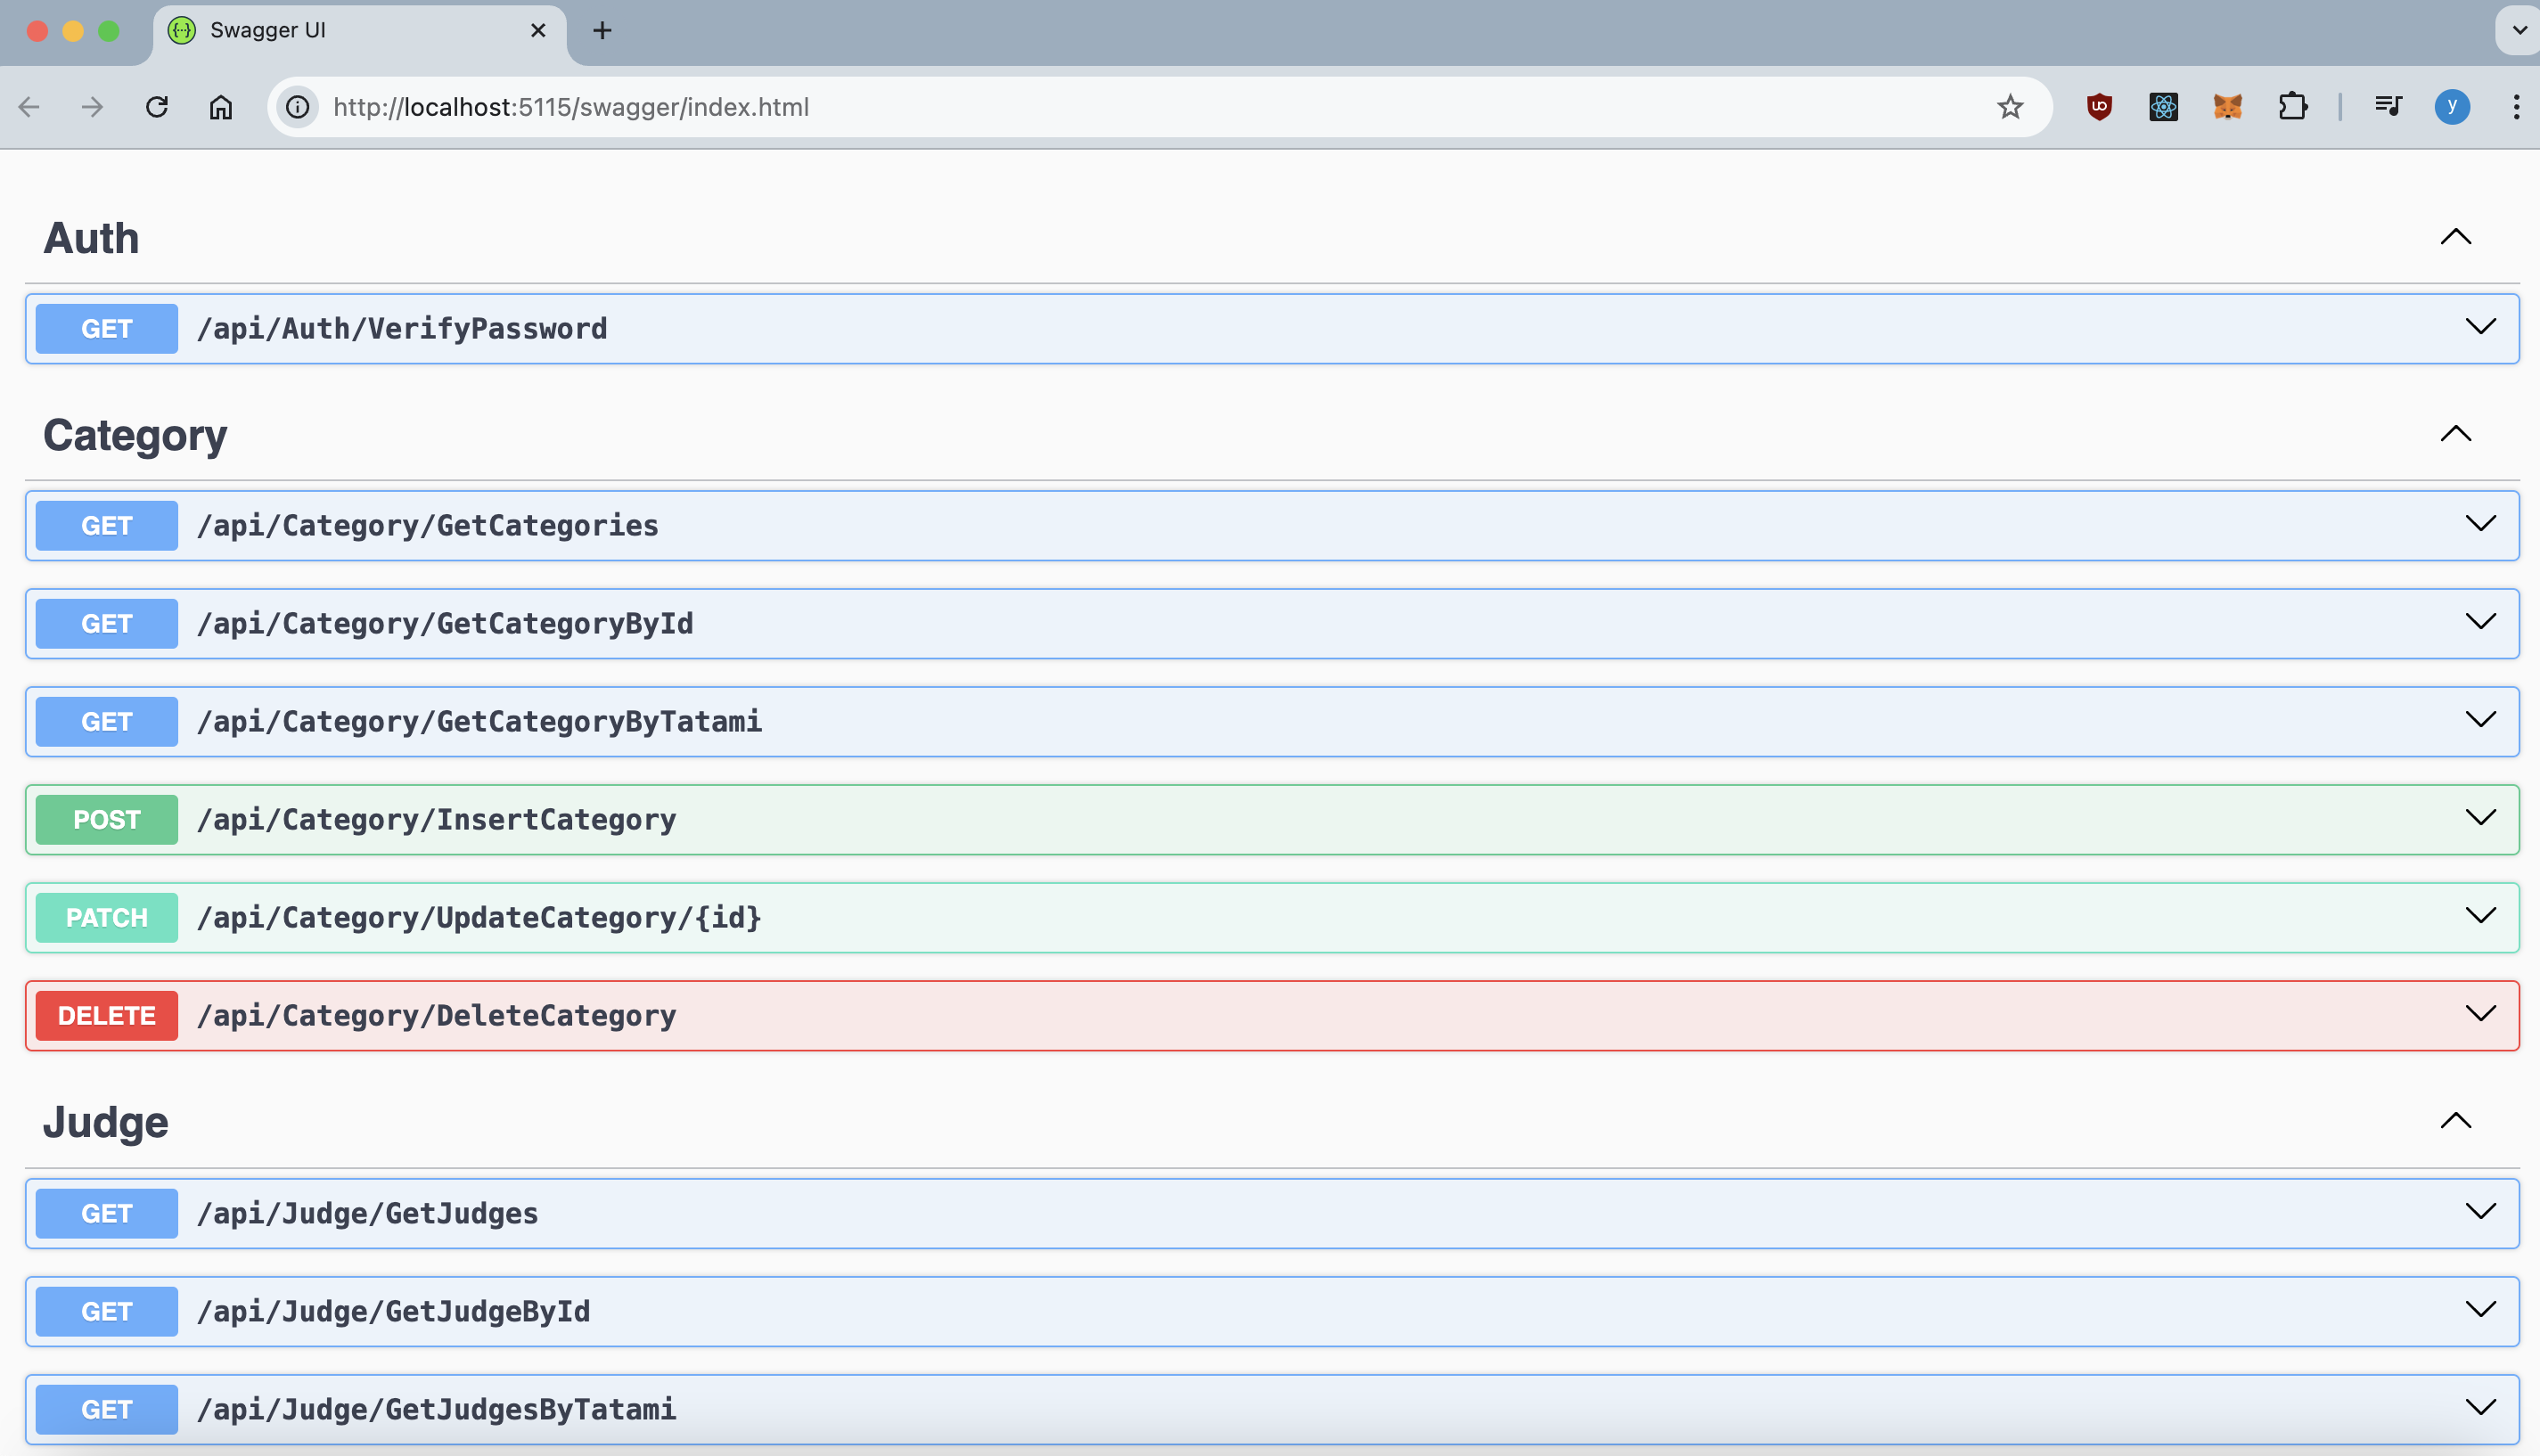 Swagger UI
http://localhost:5115/swagger/index.html
y
Auth
GET /api/Auth/VerifyPassword
Category
GET /api/Category/GetCategories
GET /api/Category/GetCategoryById
GET /api/Category/GetCategoryByTatami
POST /api/Category/InsertCategory
PATCH /api/Category/UpdateCategory/{id}
DELETE /api/Category/DeleteCategory
Judge
GET /api/Judge/GetJudges
GET /api/Judge/GetJudgeById
GET /api/Judge/GetJudgesByTatami